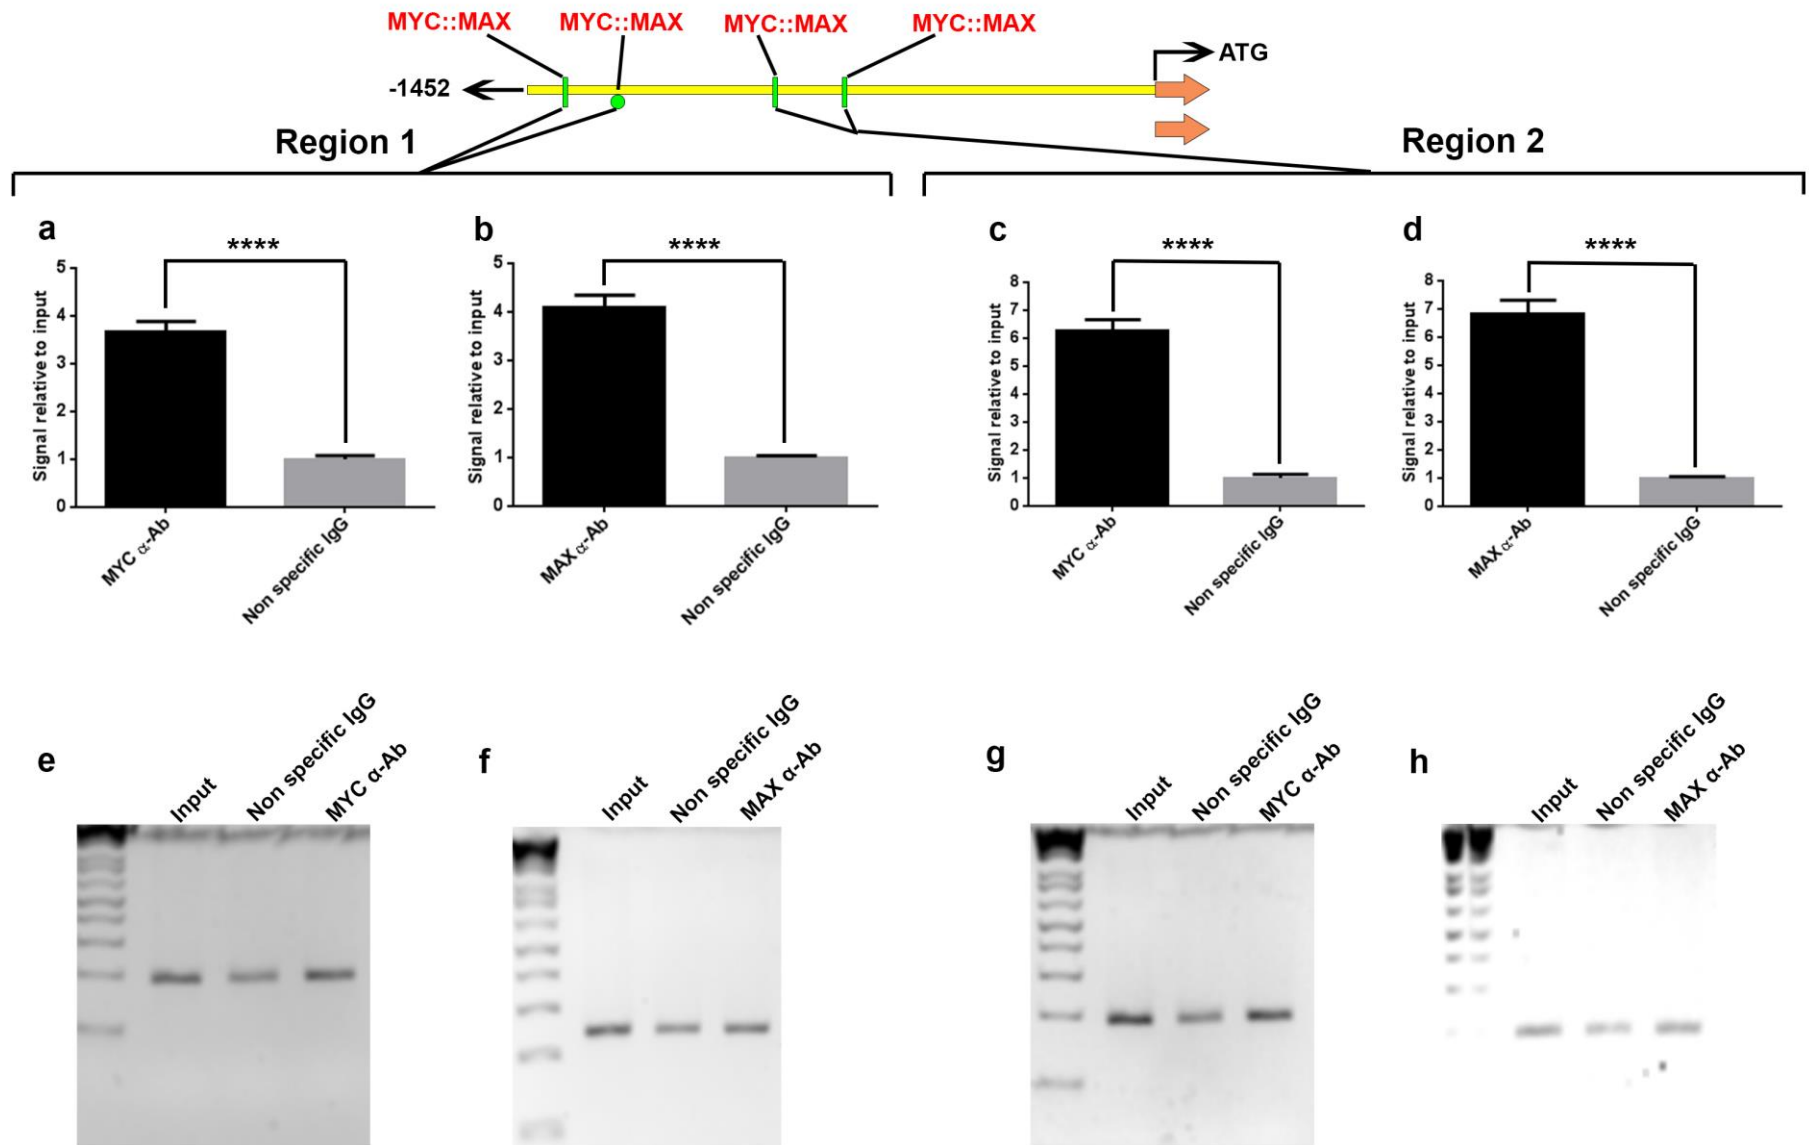 MYC::MAX MYC::MAX MYC::MAX MYC::MAX
-1452
ATG
Region 1
Region 2
a
****
5
4
3
2
1
0
Signal relative to input
MYC α-Ab
Non specific IgG
b
****
5
4
3
2
1
0
Signal relative to input
MAX α-Ab
Non specific IgG
c
****
8
7
6
5
4
3
2
1
0
Signal relative to input
MYC α-Ab
Non specific IgG
d
****
8
7
6
5
4
3
2
1
0
Signal relative to input
MAX α-Ab
Non specific IgG
e
Input
Non specific IgG
MYC α-Ab
f
Input
Non specific IgG
MAX α-Ab
g
Input
Non specific IgG
MYC α-Ab
h
Input
Non specific IgG
MAX α-Ab